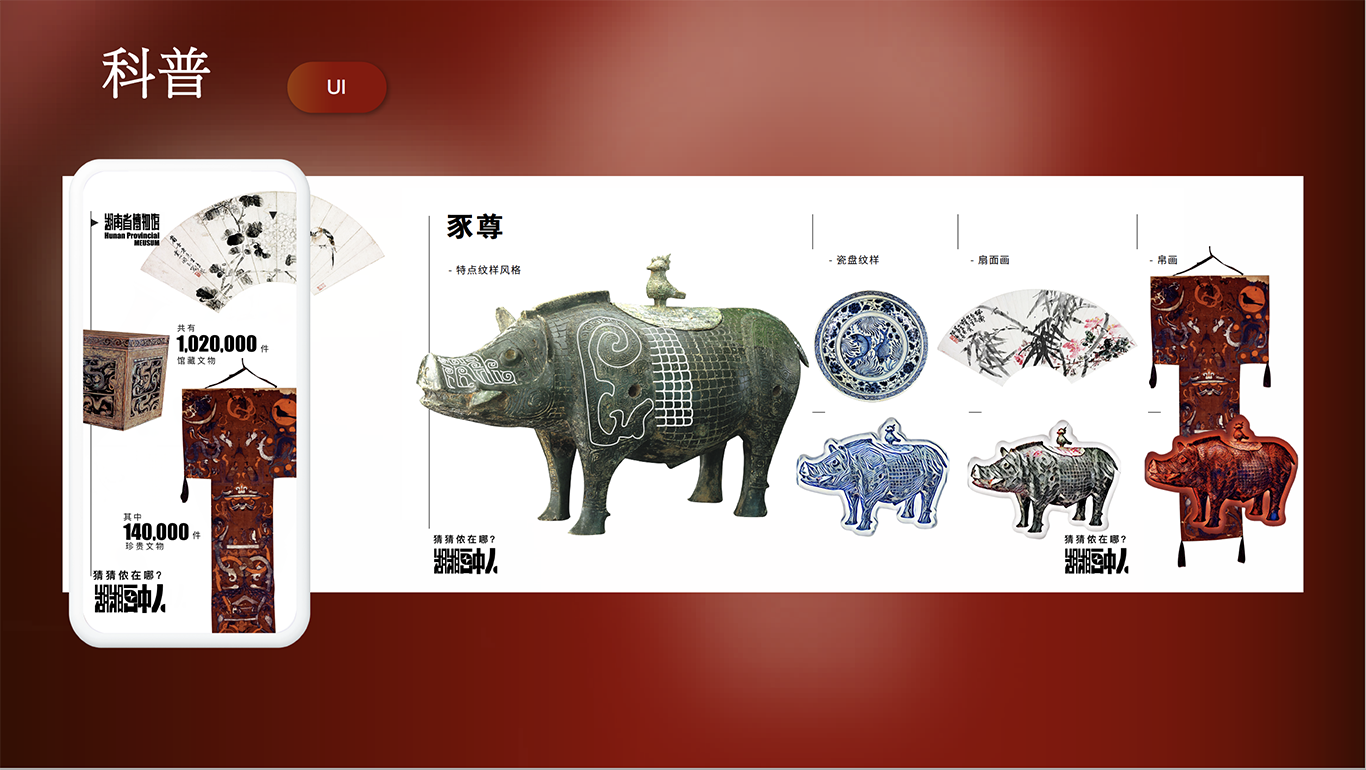 科普
UI
湖南省博物馆
Hunan Provincial
MEUSUM
共有
1,020,000 件
馆藏文物
其中
140,000 件
珍贵文物
猜猜侬在哪?
湖湘画中人
豕尊
- 特点纹样风格
猜猜侬在哪?
湖湘画中人
- 瓷盘纹样
- 扇面画
- 帛画
猜猜侬在哪?
湖湘画中人